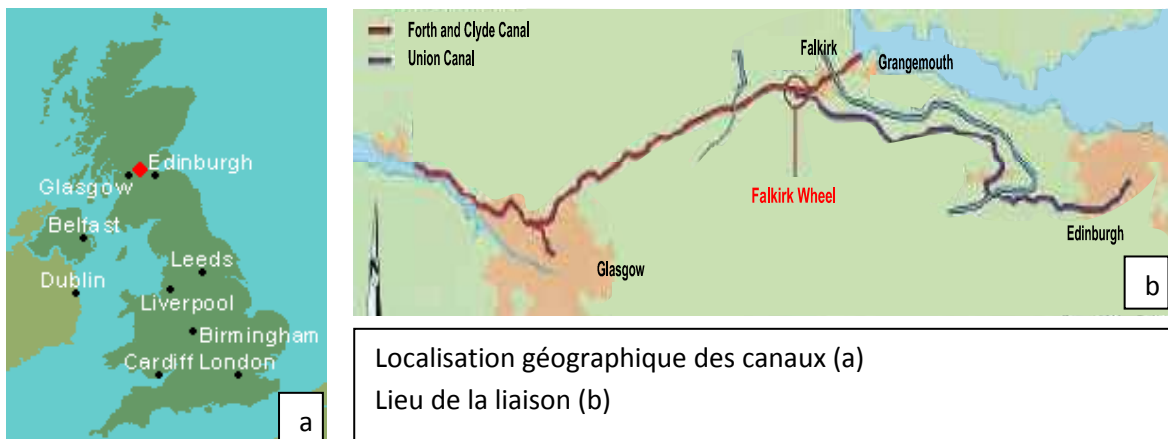 Edinburgh
Glasgow
Belfast
Leeds
Dublin
Liverpool
Birmingham
Cardiff London
a
Forth and Clyde Canal
Union Canal
Falkirk
Grangemouth
Falkirk Wheel
Edinburgh
Glasgow
N
b
Localisation géographique des canaux (a)
Lieu de la liaison (b)